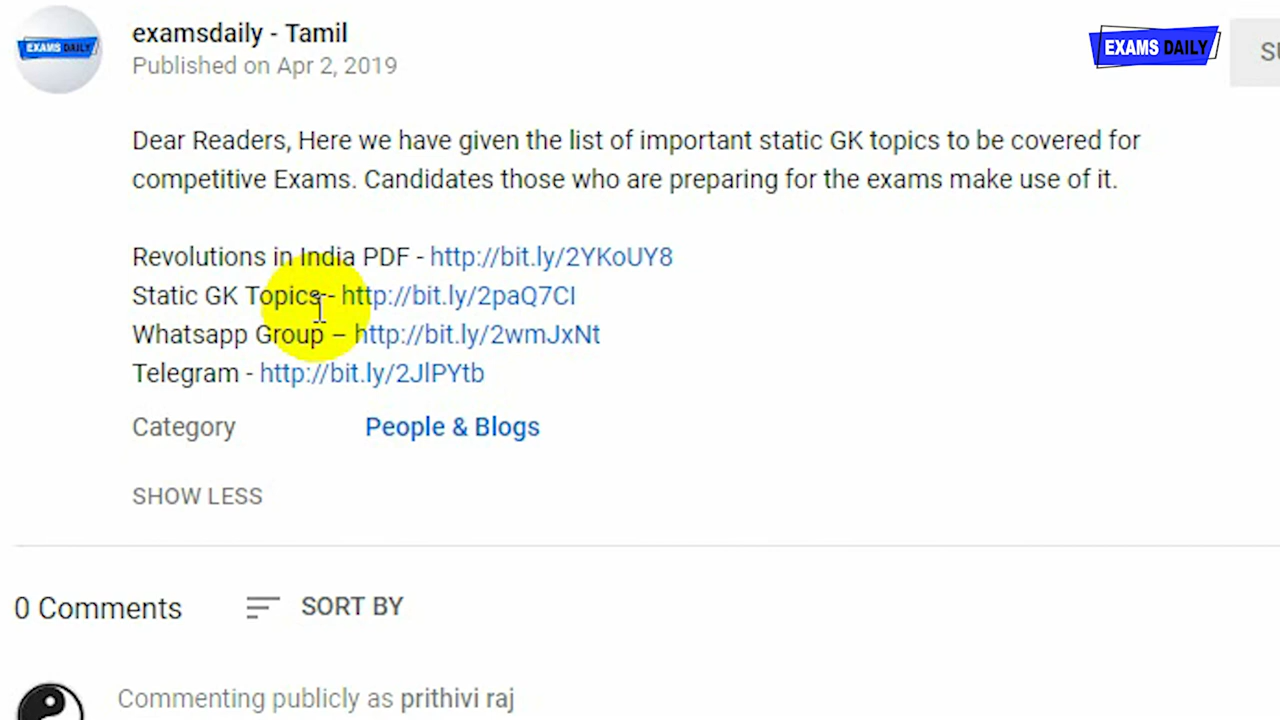 examsdaily - Tamil
EXAMS DAILY
EXAMS DAILY
SU
Published on Apr 2, 2019
Dear Readers, Here we have given the list of important static GK topics to be covered for
competitive Exams. Candidates those who are preparing for the exams make use of it.
Revolutions in India PDF - http://bit.ly/2YKoUY8
Static GK Topics - http://bit.ly/2paQ7CI
Whatsapp Group – http://bit.ly/2wmJxNt
Telegram - http://bit.ly/2JlPYtb
Category People & Blogs
SHOW LESS
0 Comments SORT BY
Commenting publicly as prithivi raj